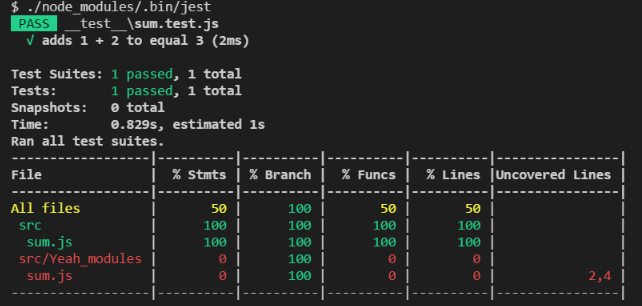 $ ./node_modules/.bin/jest
PASS __test__\sum.test.js
√ adds 1 + 2 to equal 3 (2ms)
Test Suites: 1 passed, 1 total
Tests:       1 passed, 1 total
Snapshots:   0 total
Time:        0.829s, estimated 1s
Ran all test suites.
------------------|----------|----------|----------|----------|----------------|
File              |  % Stmts | % Branch |  % Funcs |  % Lines |Uncovered Lines |
------------------|----------|----------|----------|----------|----------------|
All files         |       50 |      100 |       50 |       50 |                |
 src              |      100 |      100 |      100 |      100 |                |
  sum.js          |      100 |      100 |      100 |      100 |                |
 src/Yeah_modules |        0 |      100 |        0 |        0 |                |
  sum.js          |        0 |      100 |        0 |        0 |            2,4 |
------------------|----------|----------|----------|----------|----------------|